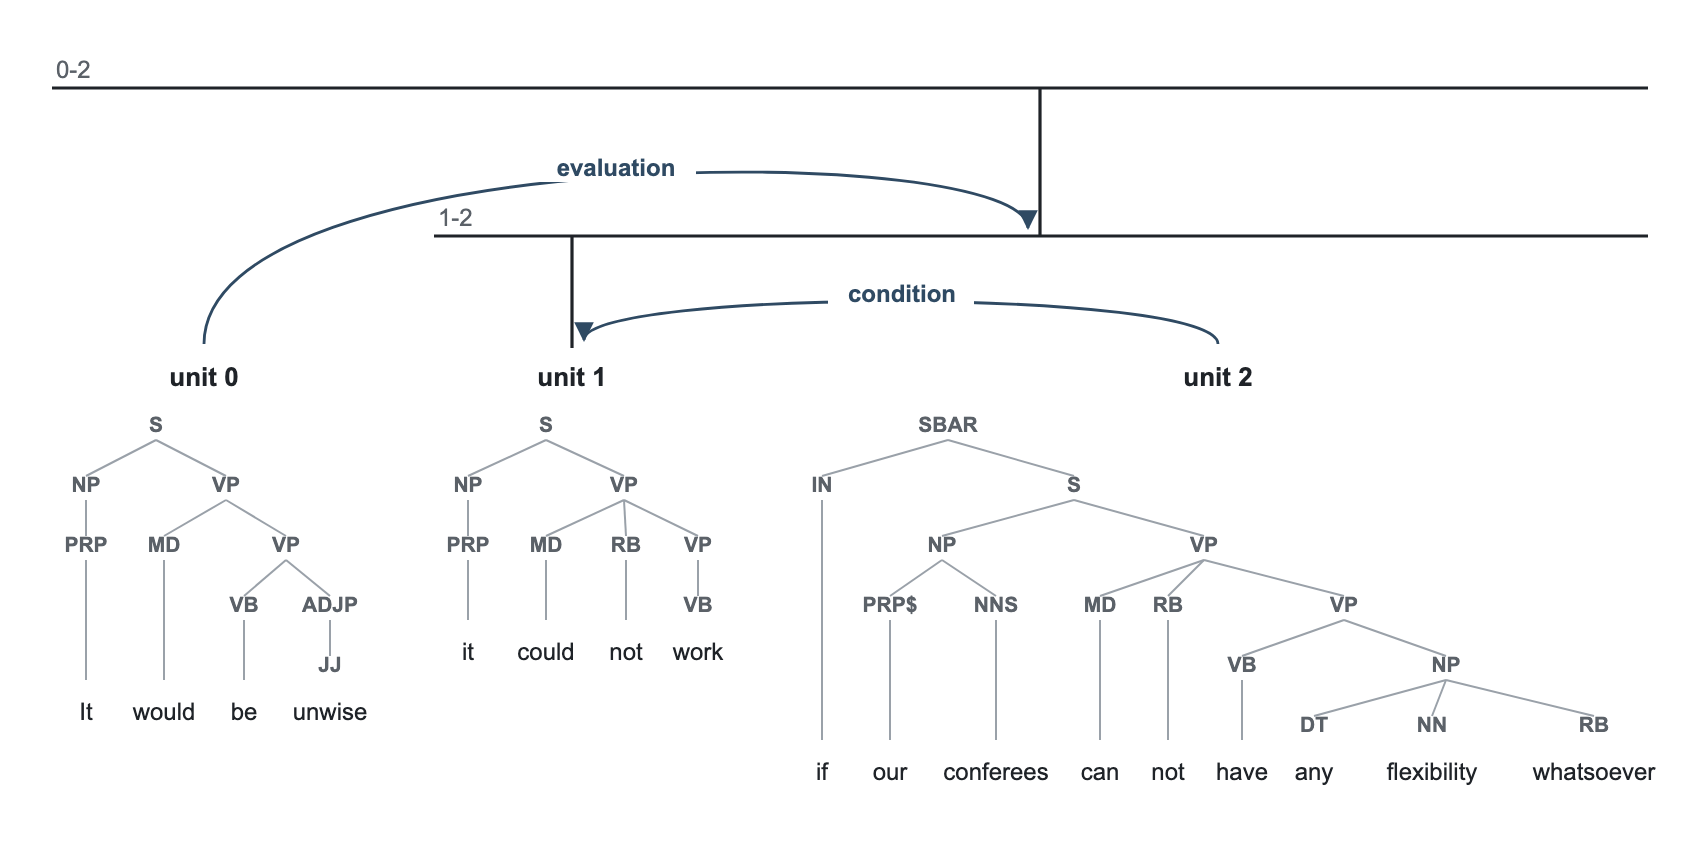 0-2
evaluation
1-2
condition
unit 0 unit 1 unit 2
S S SBAR
NP VP NP VP IN S
PRP MD VP PRP MD RB VP NP VP
VB ADJP VB PRP$ NNS MD RB VP
it could not work
JJ VB NP
It would be unwise
DT NN RB
if our conferees can not have any flexibility whatsoever